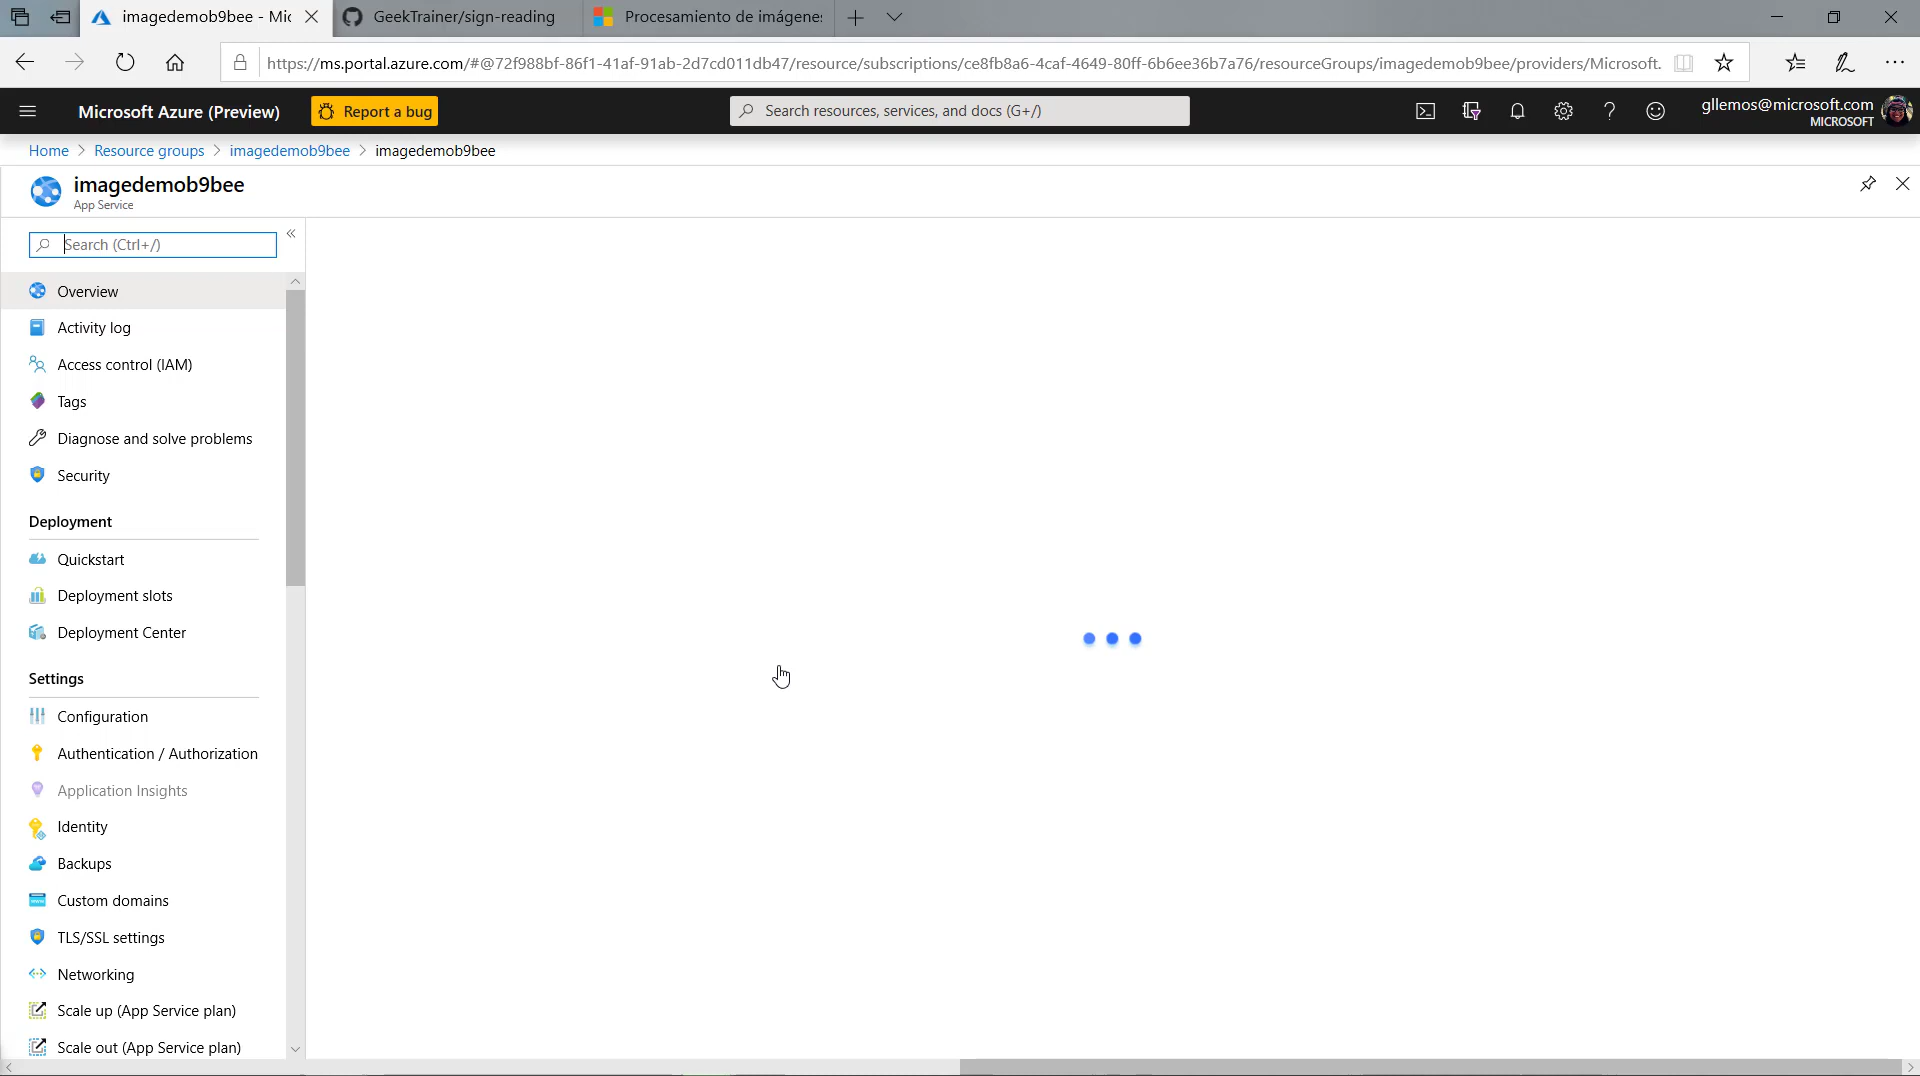 imagedemob9bee - Mic
GeekTrainer/sign-reading
Procesamiento de imágenes
https://ms.portal.azure.com/#@72f988bf-86f1-41af-91ab-2d7cd011db47/resource/subscriptions/ce8fb8a6-4caf-4649-80ff-6b6ee36b7a76/resourceGroups/imagedemob9bee/providers/Microsoft.
Microsoft Azure (Preview)
Report a bug
Search resources, services, and docs (G+/)
gllemos@microsoft.com
MICROSOFT
Home > Resource groups > imagedemob9bee > imagedemob9bee
imagedemob9bee
App Service
Search (Ctrl+/)
Overview
Activity log
Access control (IAM)
Tags
Diagnose and solve problems
Security
Deployment
Quickstart
Deployment slots
Deployment Center
Settings
Configuration
Authentication / Authorization
Application Insights
Identity
Backups
Custom domains
TLS/SSL settings
Networking
Scale up (App Service plan)
Scale out (App Service plan)